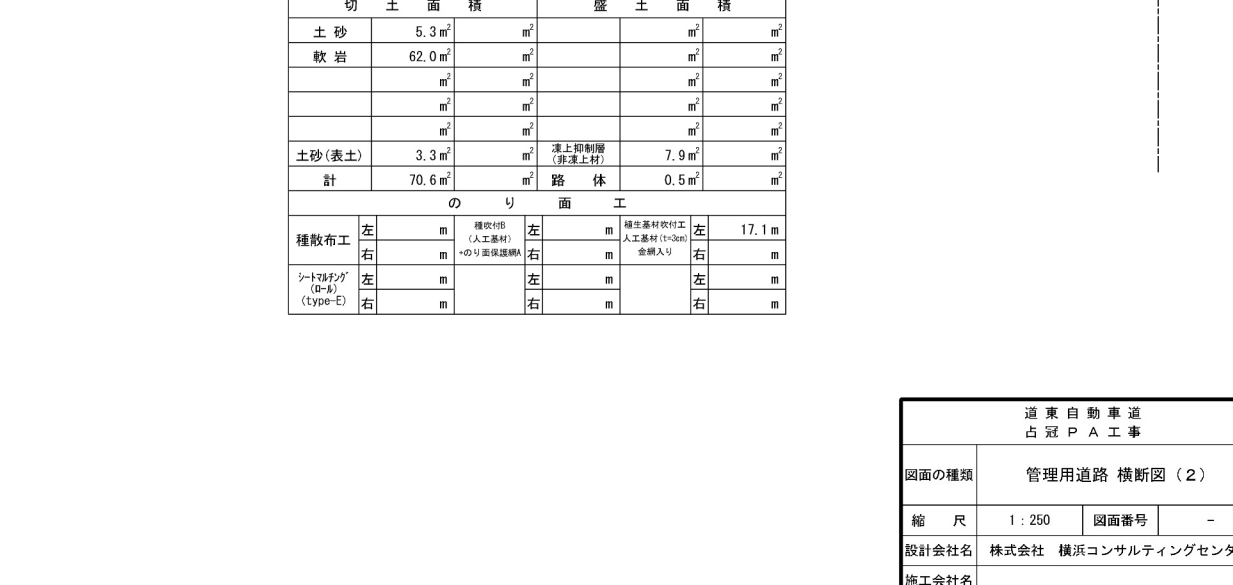 切 土 面 積 盛 土 面 積
土 砂 5.3m² m² m² m²
軟 岩 62.0m² m² m² m²
m² m² m² m²
m² m² m² m²
m² m² m² m²
土砂(表土) 3.3m² m² 凍上抑制層(非凍上材) 7.9m² m²
計 70.6m² m² 路 体 0.5m² m²
の り 面 工
種散布工 左 m 種吹付B(人工基材)+のり面保護網A 左 m 植生基材吹付工人工基材(t=3cm)金網入り 左 17.1m
右 m 右 m 右 m
シートマルチング(ロール)(type-E) 左 m 左 m 左 m
右 m 右 m 右 m
道東自動車道
占冠PA工事
図面の種類 管理用道路 横断図(2)
縮 尺 1:250 図面番号 -
設計会社名 株式会社 横浜コンサルティングセンタ
施工会社名